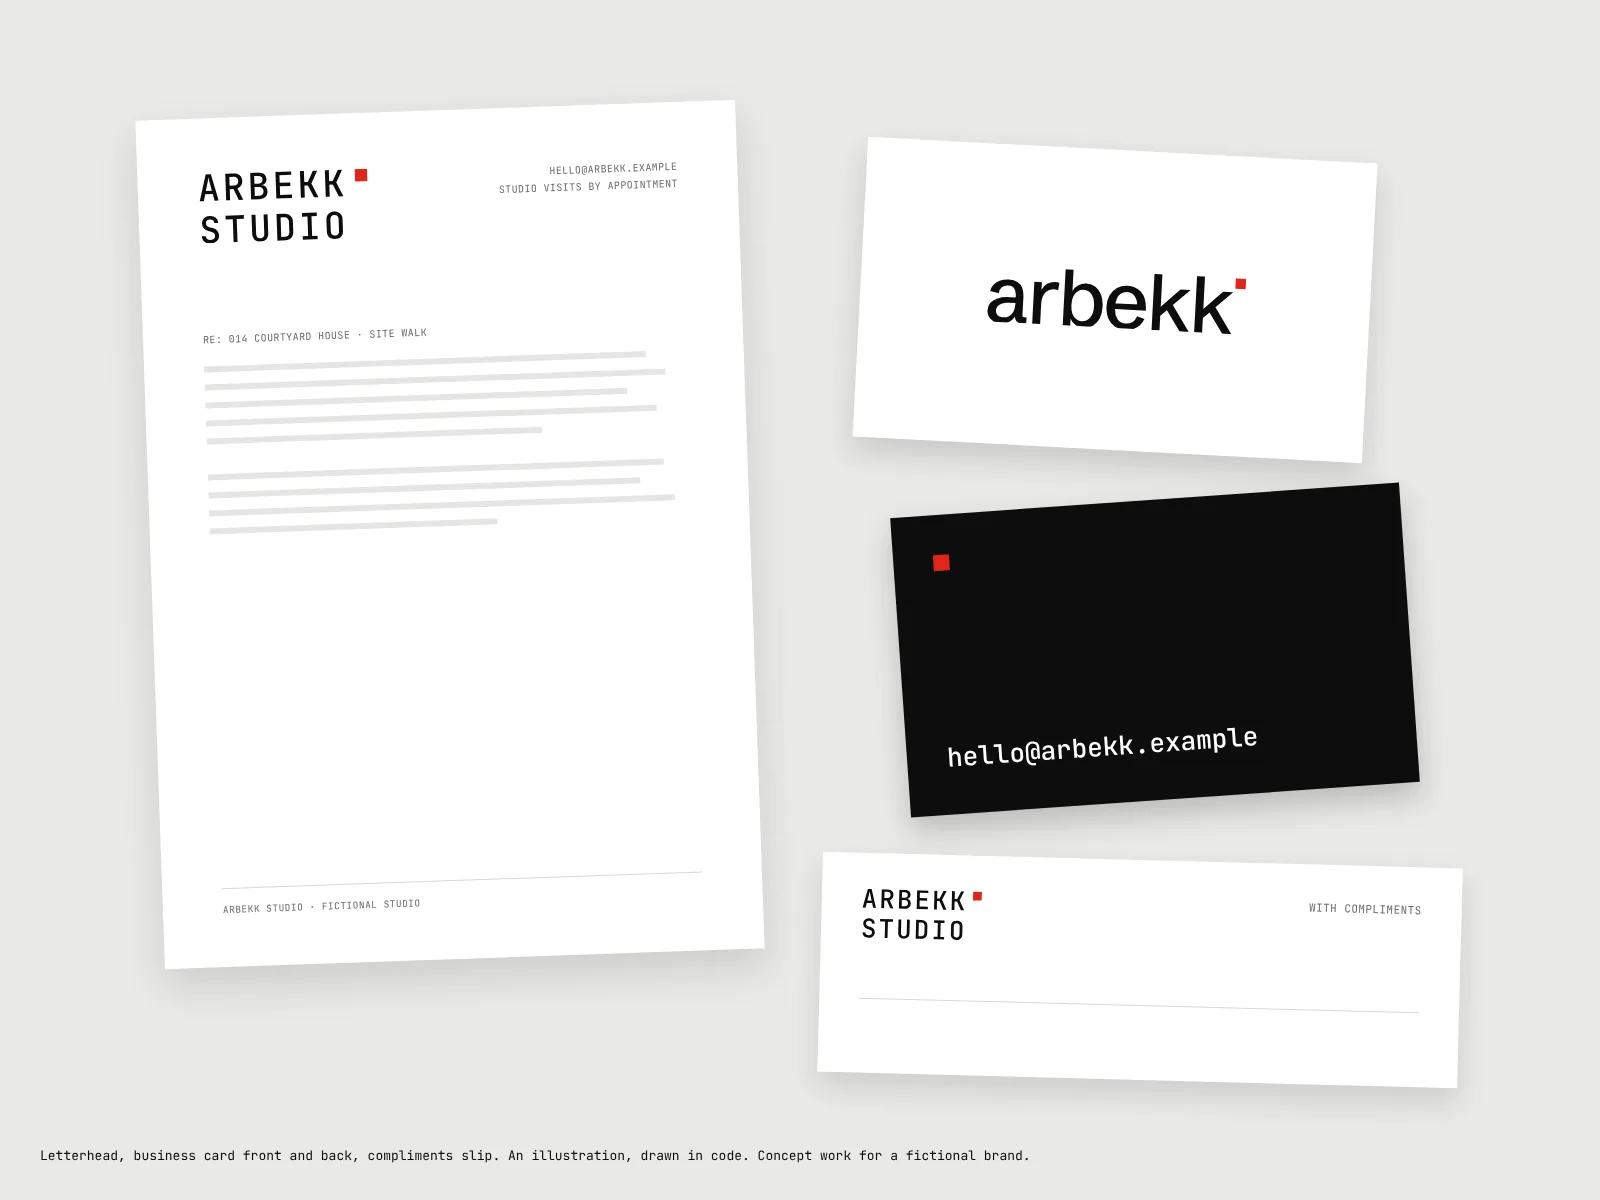 ARBEKK
STUDIO
HELLO@ARBEKK.EXAMPLE
STUDIO VISITS BY APPOINTMENT
RE: 014 COURTYARD HOUSE · SITE WALK
ARBEKK STUDIO · FICTIONAL STUDIO
arbekk
hello@arbekk.example
ARBEKK
STUDIO
WITH COMPLIMENTS
Letterhead, business card front and back, compliments slip. An illustration, drawn in code. Concept work for a fictional brand.